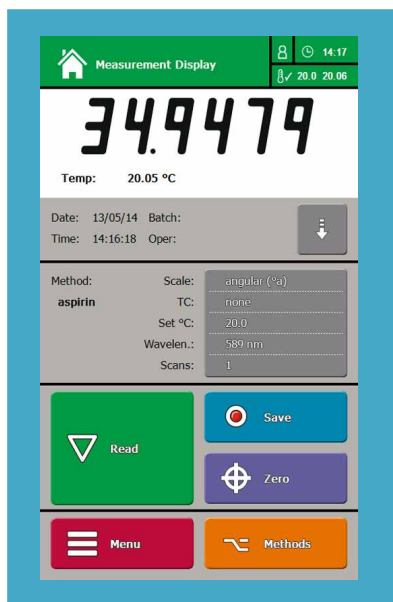 Measurement Display
14:17
20.0 20.06
34.9479
Temp: 20.05 °C
Date: 13/05/14 Batch:
Time: 14:16:18 Oper:
Method: Scale: angular (°a)
aspirin TC: none
Set °C: 20.0
Wavelen.: 589 nm
Scans: 1
Read
Save
Zero
Menu
Methods